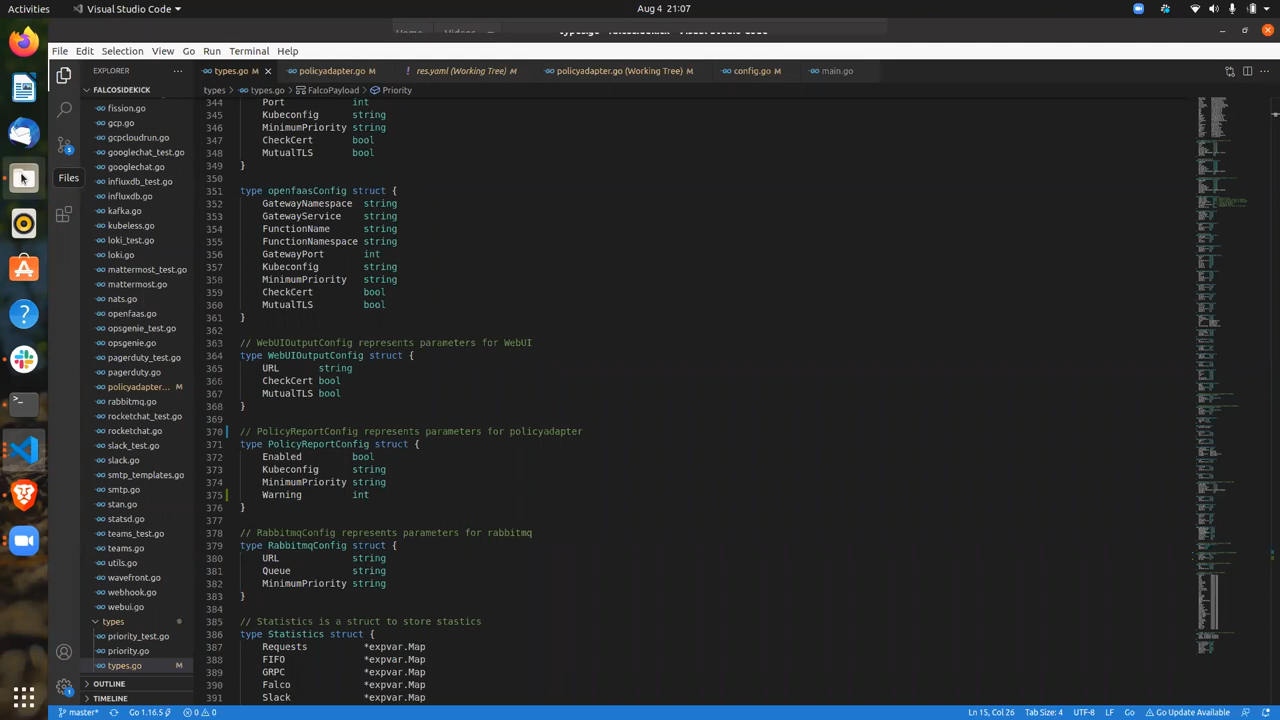 Activities
Visual Studio Code
Aug 4 21:07
Home
Videos
types.go - falcosidekick - Visual Studio Code
File Edit Selection View Go Run Terminal Help
EXPLORER
types.go M
policyadapter.go M
res.yaml (Working Tree) M
policyadapter.go (Working Tree) M
config.go M
main.go
FALCOSIDEKICK
types > types.go > FalcoPayload > Priority
fission.go
gcp.go
gcpcloudrun.go
googlechat_test.go
googlechat.go
influxdb_test.go
influxdb.go
kafka.go
kubeless.go
loki_test.go
loki.go
mattermost_test.go
mattermost.go
nats.go
openfaas.go
opsgenie_test.go
opsgenie.go
pagerduty_test.go
pagerduty.go
policyadapter... M
rabbitmq.go
rocketchat_test.go
rocketchat.go
slack_test.go
slack.go
smtp_templates.go
smtp.go
stan.go
statsd.go
teams_test.go
teams.go
utils.go
wavefront.go
webhook.go
webui.go
types
priority_test.go
priority.go
types.go M
OUTLINE
TIMELINE
Files
5
1
344 Port int
345 Kubeconfig string
346 MinimumPriority string
347 CheckCert bool
348 MutualTLS bool
349 }
350
351 type openfaasConfig struct {
352 GatewayNamespace string
353 GatewayService string
354 FunctionName string
355 FunctionNamespace string
356 GatewayPort int
357 Kubeconfig string
358 MinimumPriority string
359 CheckCert bool
360 MutualTLS bool
361 }
362
363 // WebUIOutputConfig represents parameters for WebUI
364 type WebUIOutputConfig struct {
365 URL string
366 CheckCert bool
367 MutualTLS bool
368 }
369
370 // PolicyReportConfig represents parameters for policyadapter
371 type PolicyReportConfig struct {
372 Enabled bool
373 Kubeconfig string
374 MinimumPriority string
375 Warning int
376 }
377
378 // RabbitmqConfig represents parameters for rabbitmq
379 type RabbitmqConfig struct {
380 URL string
381 Queue string
382 MinimumPriority string
383 }
384
385 // Statistics is a struct to store stastics
386 type Statistics struct {
387 Requests *expvar.Map
388 FIFO *expvar.Map
389 GRPC *expvar.Map
390 Falco *expvar.Map
391 Slack *expvar.Map
master* Go 1.16.5 0 0
Ln 15, Col 26 Tab Size: 4 UTF-8 LF Go Go Update Available